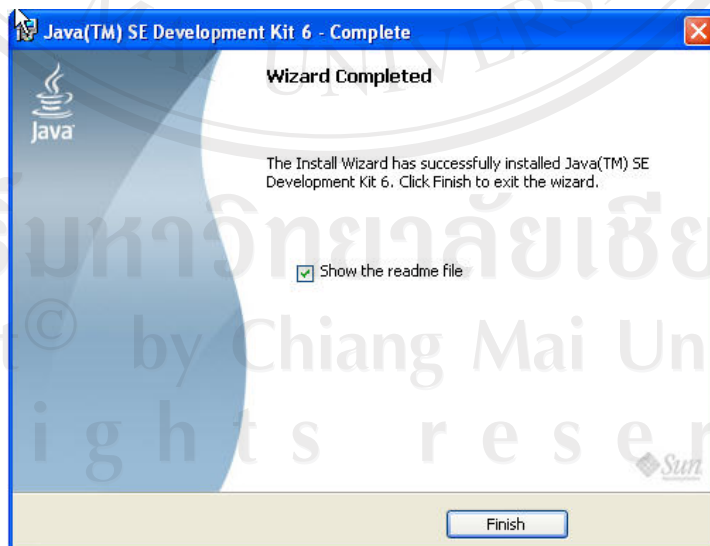 Java(TM) SE Development Kit 6 - Complete
Java
Wizard Completed
The Install Wizard has successfully installed Java(TM) SE
Development Kit 6. Click Finish to exit the wizard.
Show the readme file
Sun
Finish
มหาวิทยาลัยเชีย
© by Chiang Mai Un
ights reser